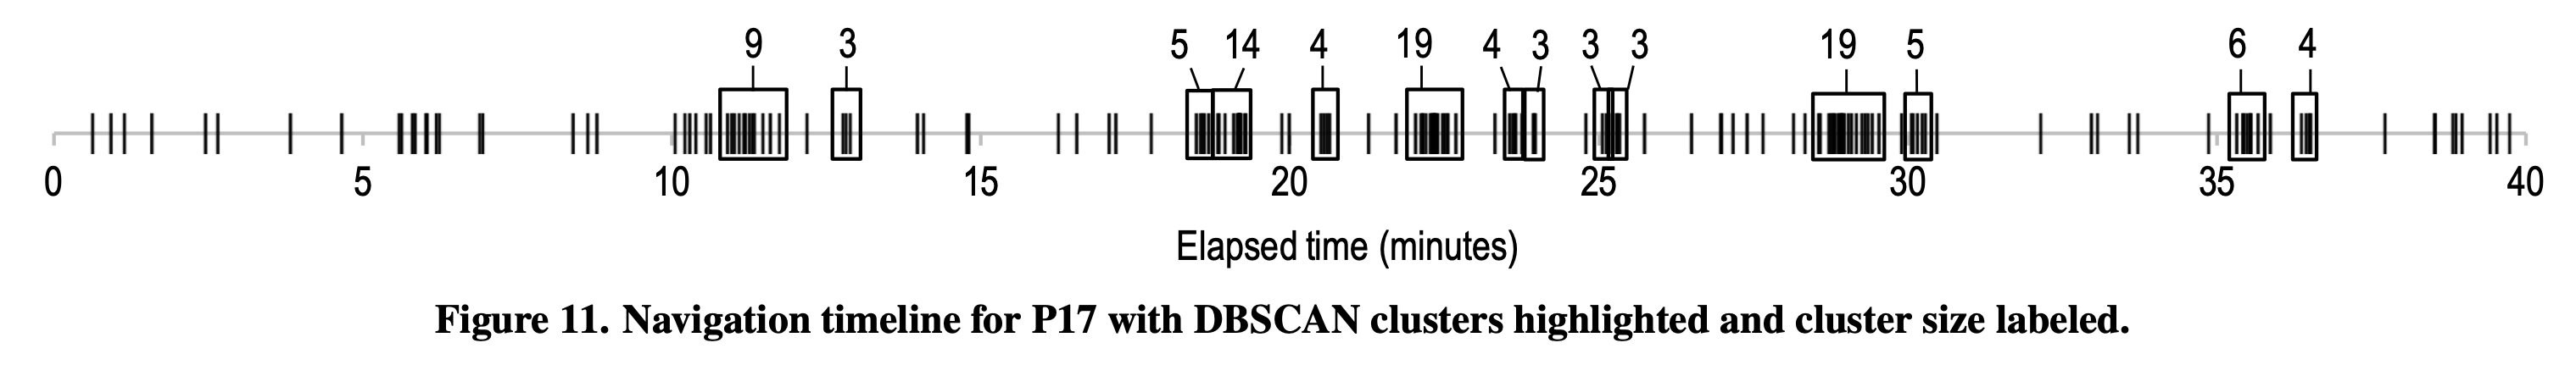 9 3 5 14 4 19 4 3 3 3 19 5 6 4
0 5 10 15 20 25 30 35 40
Elapsed time (minutes)
Figure 11. Navigation timeline for P17 with DBSCAN clusters highlighted and cluster size labeled.